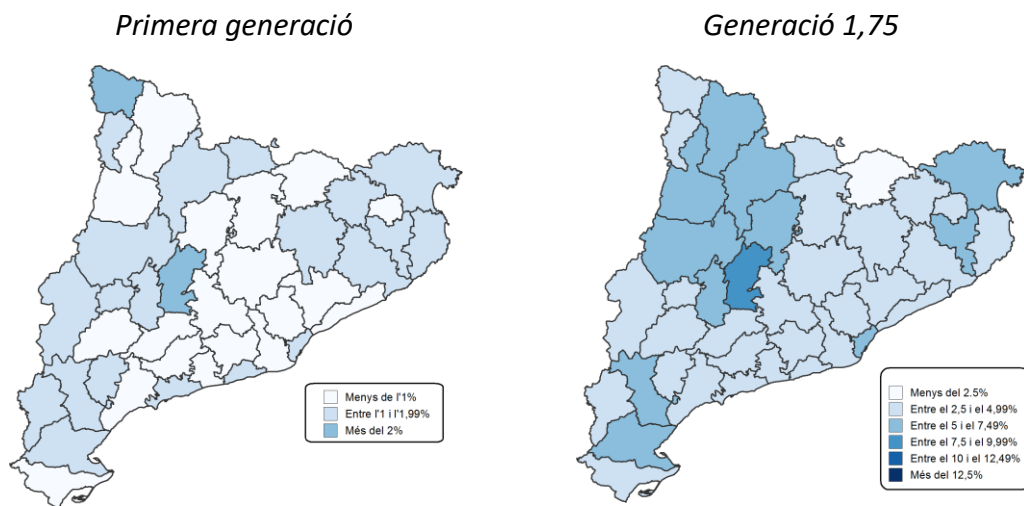 Primera generació
Generació 1,75
Menys de l'1%
Entre l'1 i l'1,99%
Més del 2%
Menys del 2.5%
Entre el 2,5 i el 4,99%
Entre el 5 i el 7,49%
Entre el 7,5 i el 9,99%
Entre el 10 i el 12,49%
Més del 12,5%